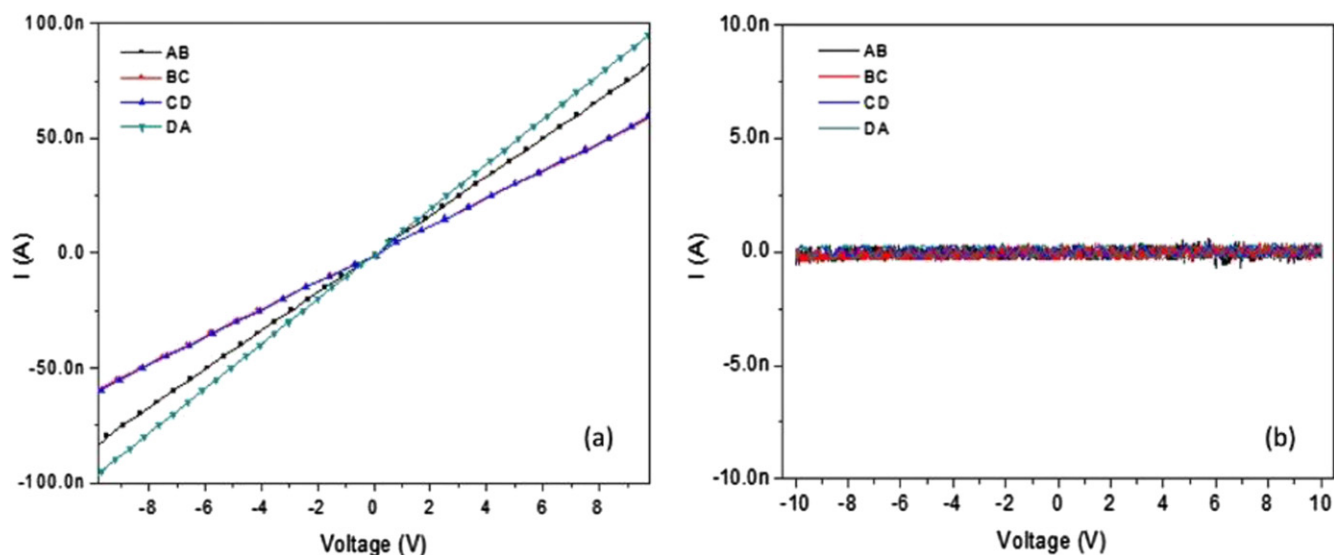 100.0n
50.0n
0.0
-50.0n
-100.0n
I (A)
AB
BC
CD
DA
(a)
-8 -4 -2 0 2 4 6 8
Voltage (V)
10.0n
5.0n
0.0
-5.0n
-10.0n
I (A)
AB
BC
CD
DA
(b)
-10 -8 -6 -4 -2 0 2 4 6 8 10
Voltage (V)